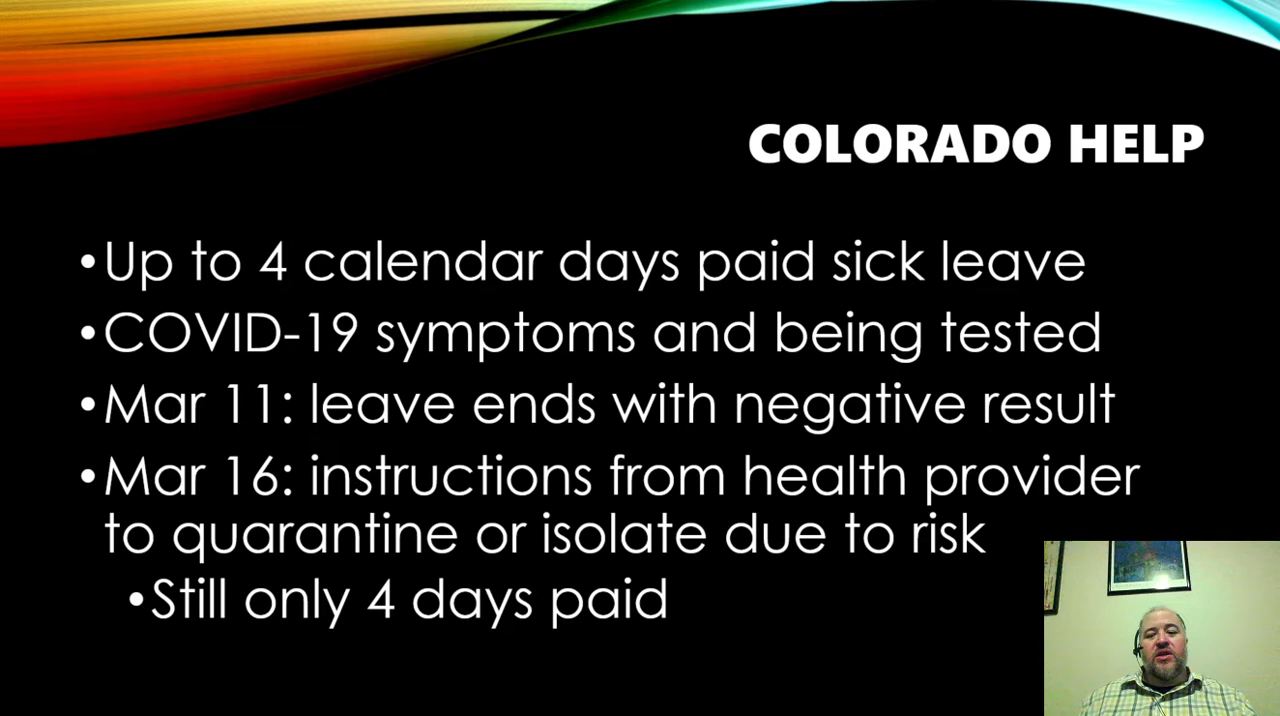 COLORADO HELP
•Up to 4 calendar days paid sick leave
•COVID-19 symptoms and being tested
•Mar 11: leave ends with negative result
•Mar 16: instructions from health provider
to quarantine or isolate due to risk
•Still only 4 days paid